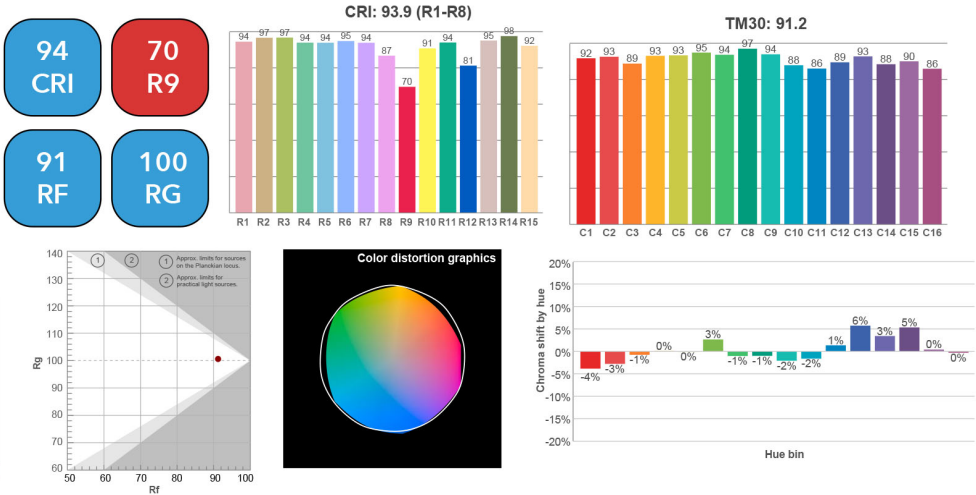 94
CRI
70
R9
91
RF
100
RG
CRI: 93.9 (R1-R8)
94 97 97 94 94 95 94 87 70 91 94 81 95 98 92
R1 R2 R3 R4 R5 R6 R7 R8 R9 R10 R11 R12 R13 R14 R15
TM30: 91.2
92 93 89 93 93 95 94 97 94 88 86 89 93 88 90 86
C1 C2 C3 C4 C5 C6 C7 C8 C9 C10 C11 C12 C13 C14 C15 C16
140
130
120
110
100
90
80
70
60
Rg
1 2
1 Approx. limits for sources
on the Planckian locus.
2 Approx. limits for
practical light sources.
50 60 70 80 90 100
Rf
Color distortion graphics
20%
15%
10%
5%
0%
-5%
-10%
-15%
-20%
Chroma shift by hue
-4% -3% -1% 0% 0% 3% -1% -1% -2% -2% 1% 6% 3% 5% 0% 0%
Hue bin